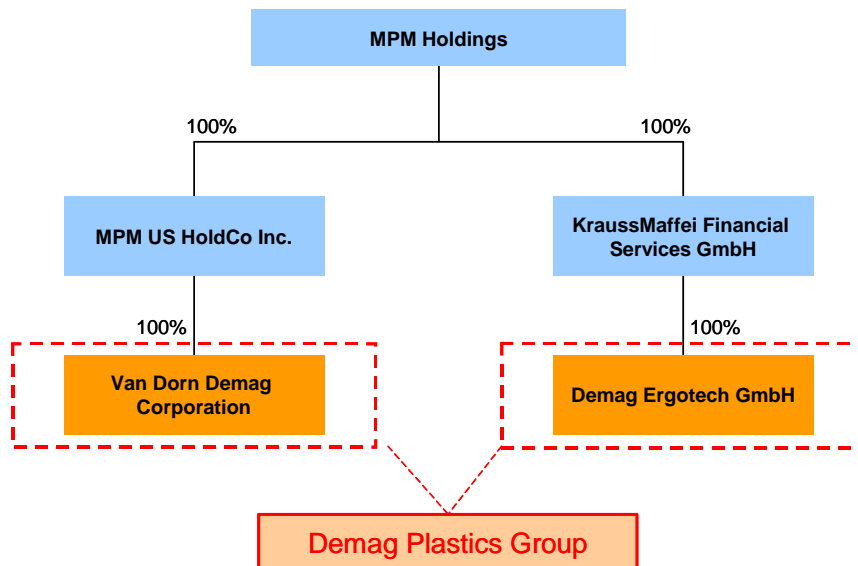 MPM Holdings
100%
100%
MPM US HoldCo Inc.
KraussMaffei Financial
Services GmbH
100%
100%
Van Dorn Demag
Corporation
Demag Ergotech GmbH
Demag Plastics Group